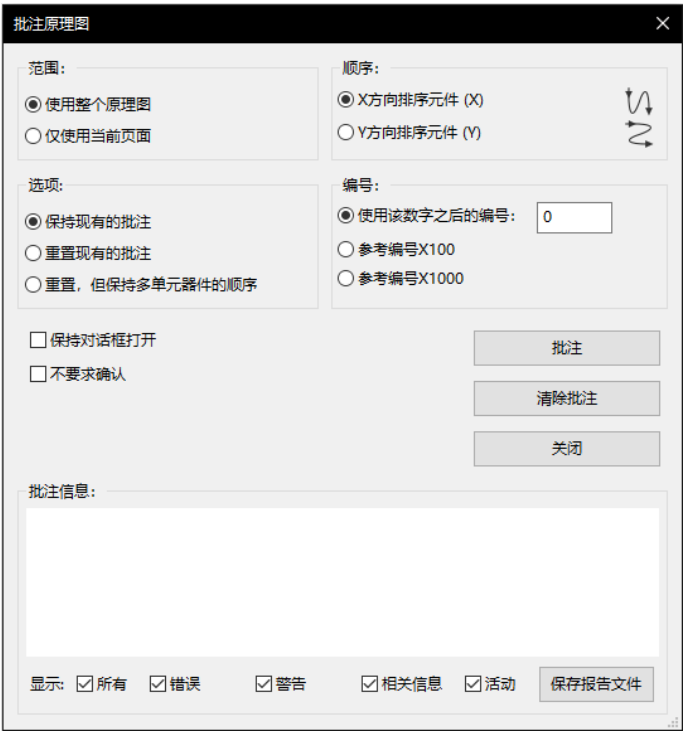 批注原理图
范围：
使用整个原理图
仅使用当前页面
顺序：
X方向排序元件 (X)
Y方向排序元件 (Y)
选项:
保持现有的批注
重置现有的批注
重置，但保持多单元器件的顺序
编号：
使用该数字之后的编号： 0
参考编号X100
参考编号X1000
保持对话框打开
不要求确认
批注
清除批注
关闭
批注信息：
显示: 所有 错误 警告 相关信息 活动 保存报告文件